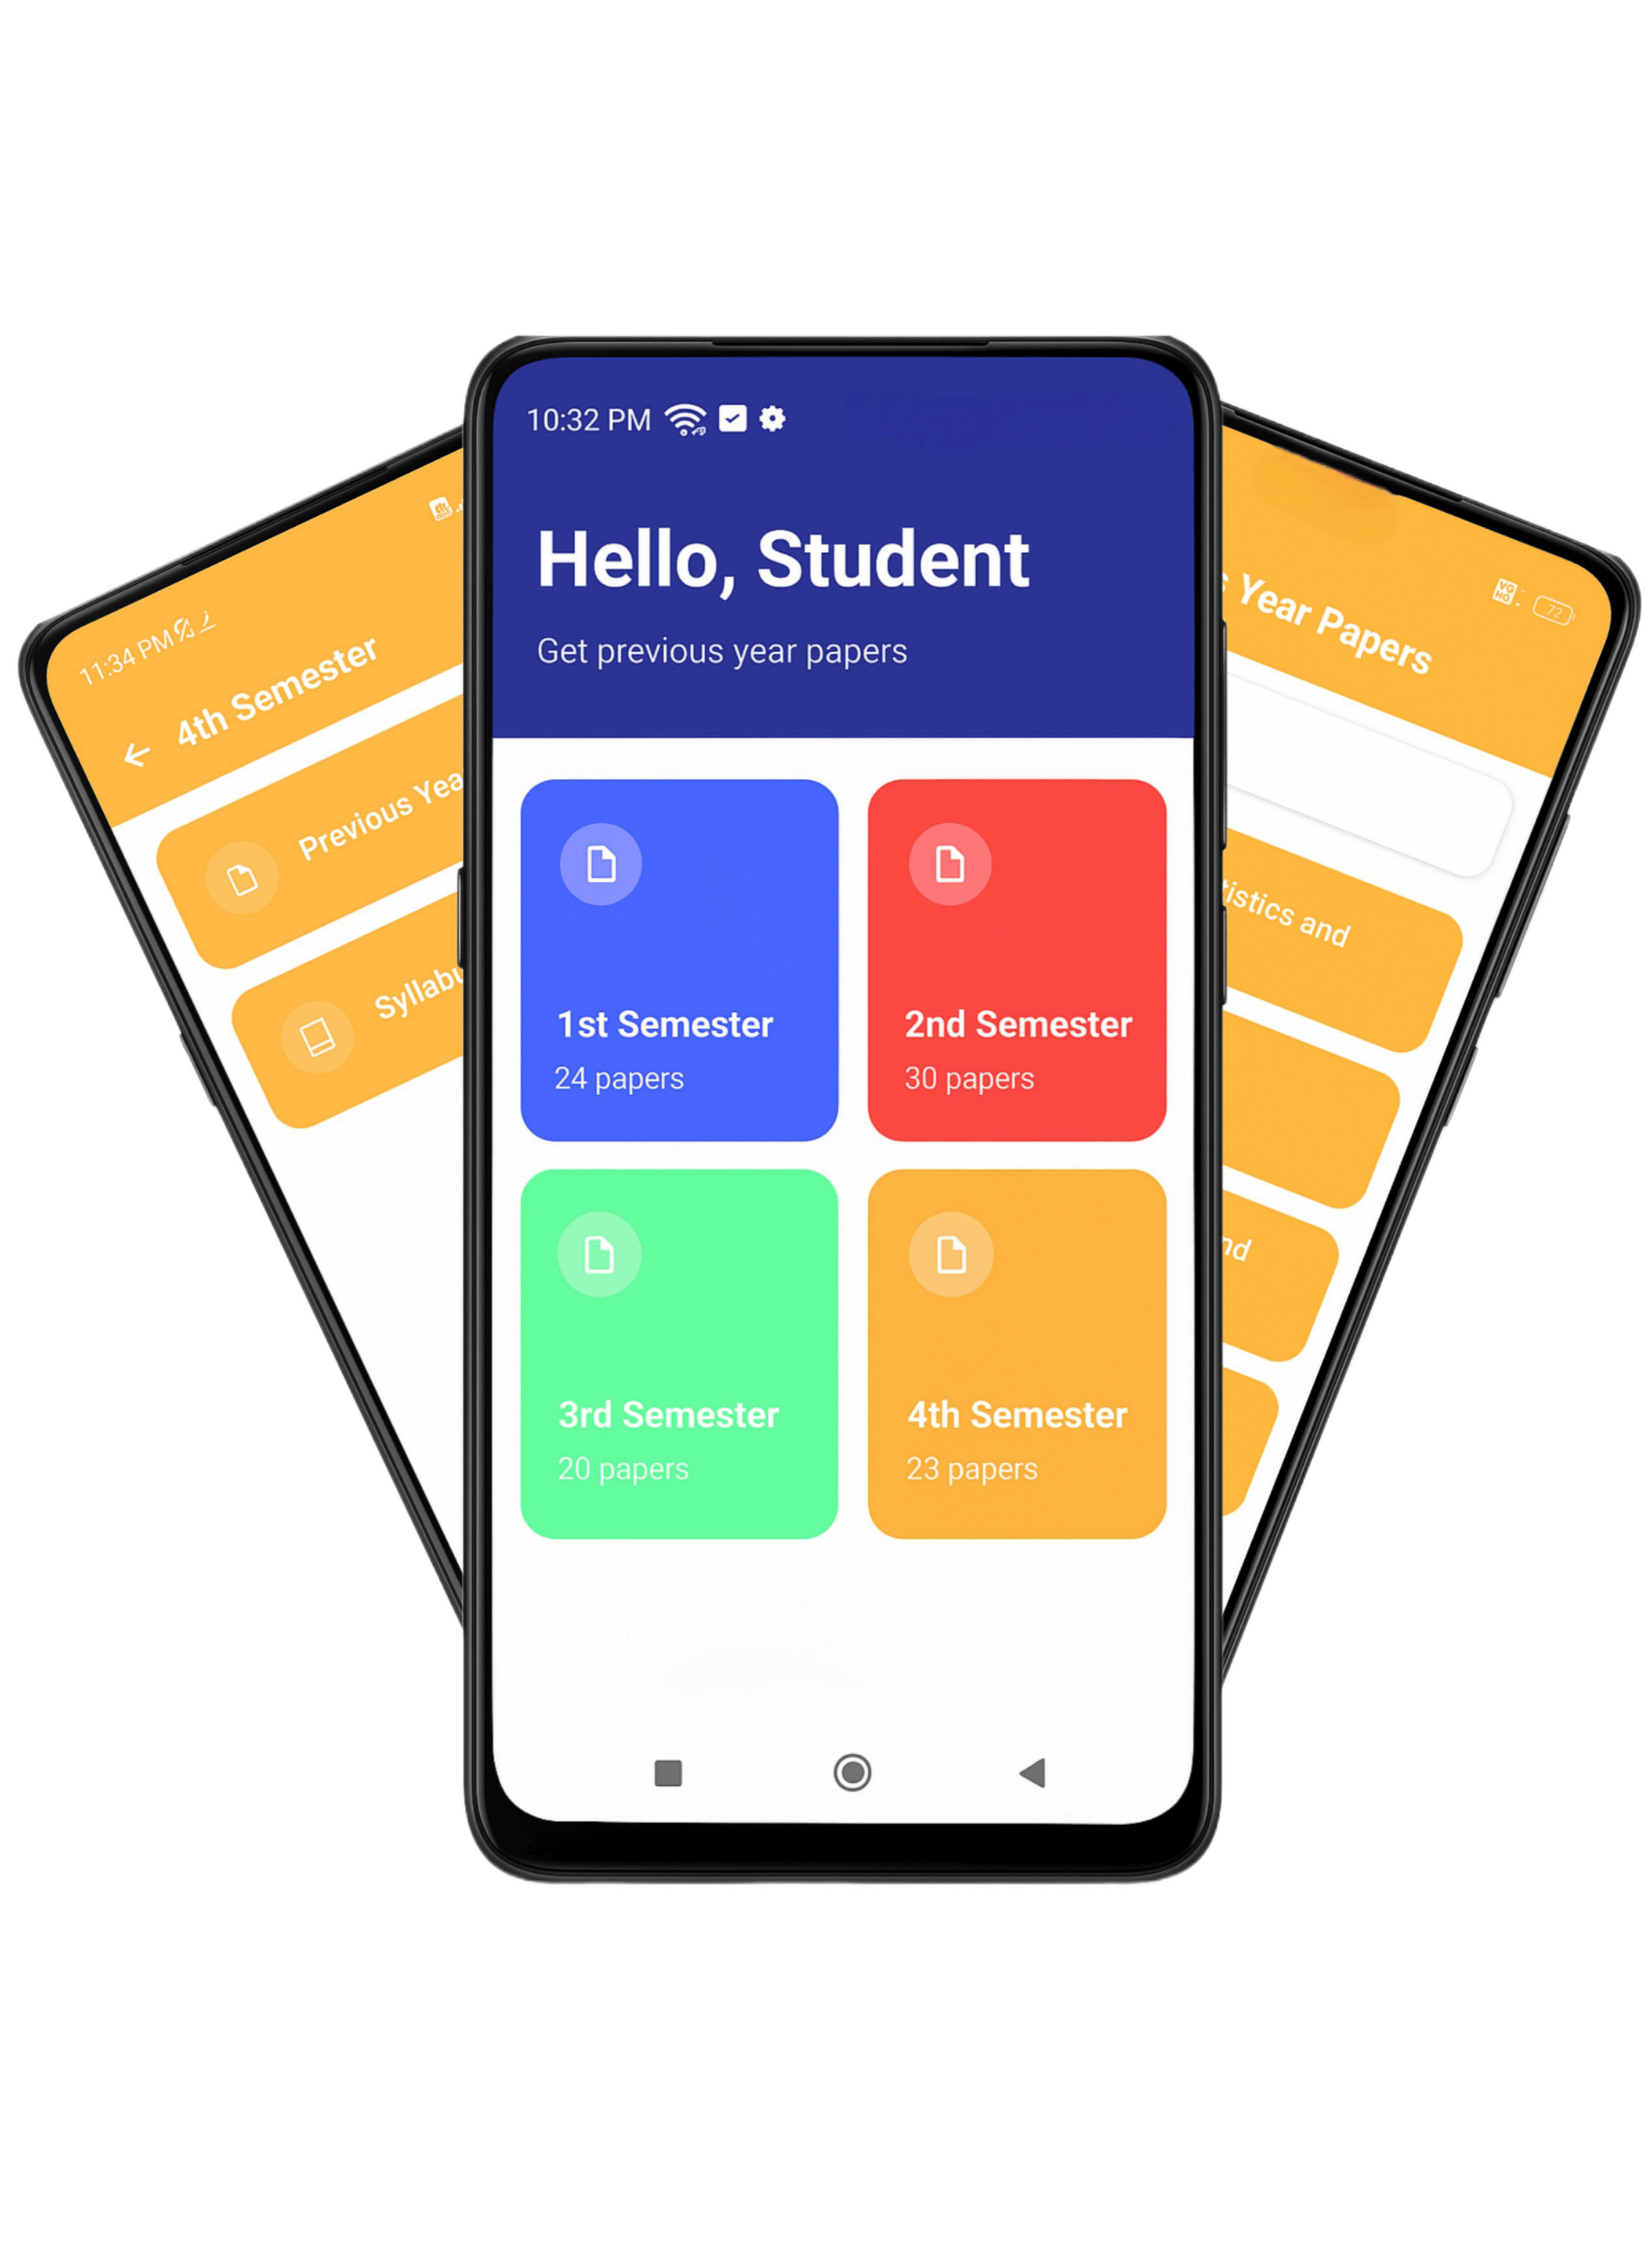 10:32 PM
Hello, Student
Get previous year papers
1st Semester
24 papers
2nd Semester
30 papers
3rd Semester
20 papers
4th Semester
23 papers
11:34 PM
4th Semester
Previous Yea
Syllabu
s Year Papers
72
tistics and
nd